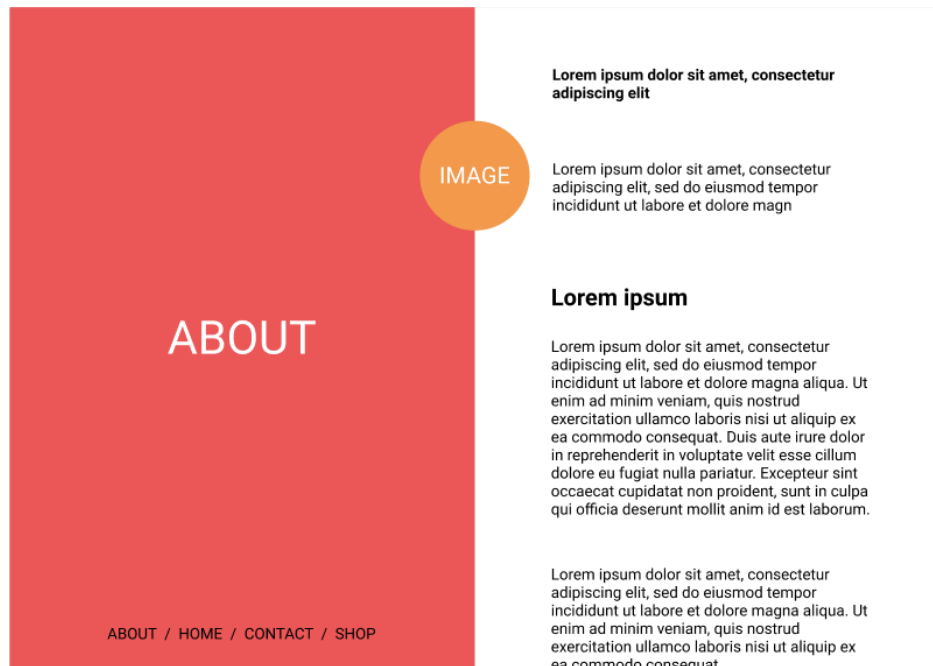 ABOUT
ABOUT / HOME / CONTACT / SHOP
IMAGE
Lorem ipsum dolor sit amet, consectetur
adipiscing elit
Lorem ipsum dolor sit amet, consectetur
adipiscing elit, sed do eiusmod tempor
incididunt ut labore et dolore magn
Lorem ipsum
Lorem ipsum dolor sit amet, consectetur
adipiscing elit, sed do eiusmod tempor
incididunt ut labore et dolore magna aliqua. Ut
enim ad minim veniam, quis nostrud
exercitation ullamco laboris nisi ut aliquip ex
ea commodo consequat. Duis aute irure dolor
in reprehenderit in voluptate velit esse cillum
dolore eu fugiat nulla pariatur. Excepteur sint
occaecat cupidatat non proident, sunt in culpa
qui officia deserunt mollit anim id est laborum.
Lorem ipsum dolor sit amet, consectetur
adipiscing elit, sed do eiusmod tempor
incididunt ut labore et dolore magna aliqua. Ut
enim ad minim veniam, quis nostrud
exercitation ullamco laboris nisi ut aliquip ex
ea commodo consequat